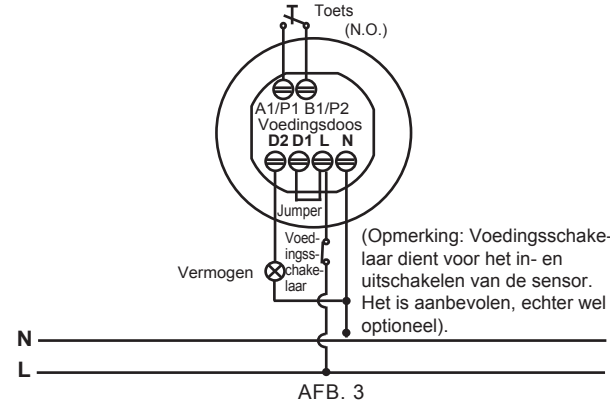 Toets
(N.O.)
A1/P1 B1/P2
Voedingsdoos
D2 D1 L N
Jumper
Voed-
ingss-
chake-
laar
Vermogen
(Opmerking: Voedingsschake-
laar dient voor het in- en
uitschakelen van de sensor.
Het is aanbevolen, echter wel
optioneel).
N
L
AFB. 3